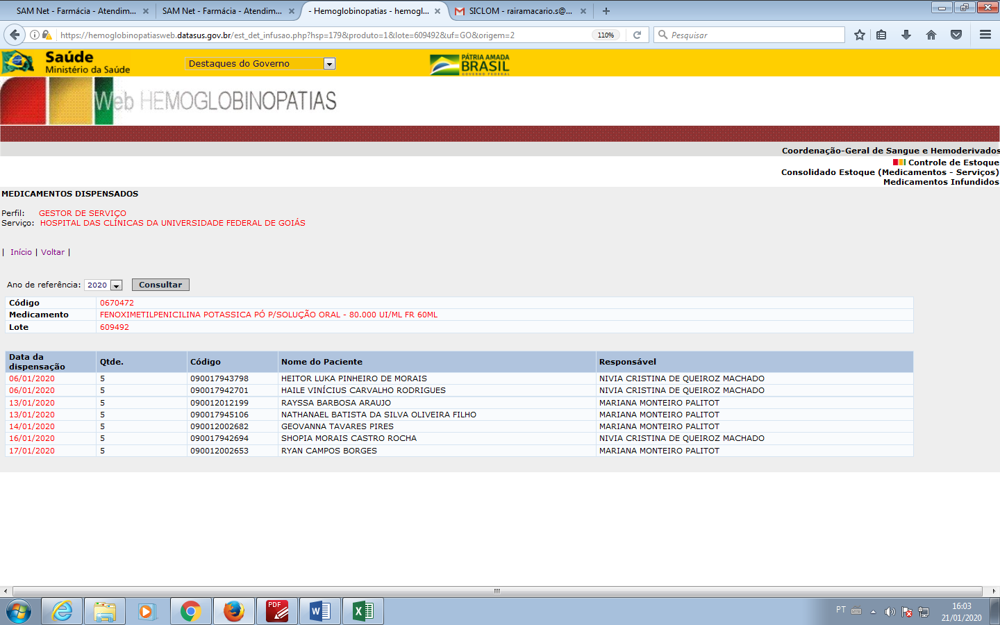 SAM Net - Farmácia - Atendim...
SAM Net - Farmácia - Atendim...
- Hemoglobinopatias - hemogl...
SICLOM - rairamacario.s@...
https://hemoglobinopatiasweb.datasus.gov.br/est_det_infusao.php?hsp=179&produto=1&lote=609492&uf=GO&origem=2
110%
Pesquisar
Saúde
Ministério da Saúde
Destaques do Governo
PÁTRIA AMADA
BRASIL
GOVERNO FEDERAL
Web HEMOGLOBINOPATIAS
Coordenação-Geral de Sangue e Hemoderivados
Controle de Estoque
Consolidado Estoque (Medicamentos - Serviços)
Medicamentos Infundidos
MEDICAMENTOS DISPENSADOS
Perfil: GESTOR DE SERVIÇO
Serviço: HOSPITAL DAS CLÍNICAS DA UNIVERSIDADE FEDERAL DE GOIÁS
| Início | Voltar |
Ano de referência: 2020 Consultar
Código 0670472
Medicamento FENOXIMETILPENICILINA POTASSICA PÓ P/SOLUÇÃO ORAL - 80.000 UI/ML FR 60ML
Lote 609492
Data da dispensação Qtde. Código Nome do Paciente Responsável
06/01/2020 5 090017943798 HEITOR LUKA PINHEIRO DE MORAIS NIVIA CRISTINA DE QUEIROZ MACHADO
06/01/2020 5 090017942701 HAILE VINÍCIUS CARVALHO RODRIGUES NIVIA CRISTINA DE QUEIROZ MACHADO
13/01/2020 5 090012012199 RAYSSA BARBOSA ARAUJO MARIANA MONTEIRO PALITOT
13/01/2020 5 090017945106 NATHANAEL BATISTA DA SILVA OLIVEIRA FILHO MARIANA MONTEIRO PALITOT
14/01/2020 5 090012002682 GEOVANNA TAVARES PIRES MARIANA MONTEIRO PALITOT
16/01/2020 5 090017942694 SHOPIA MORAIS CASTRO ROCHA NIVIA CRISTINA DE QUEIROZ MACHADO
17/01/2020 5 090012002653 RYAN CAMPOS BORGES MARIANA MONTEIRO PALITOT
PDF
PT
16:03
21/01/2020